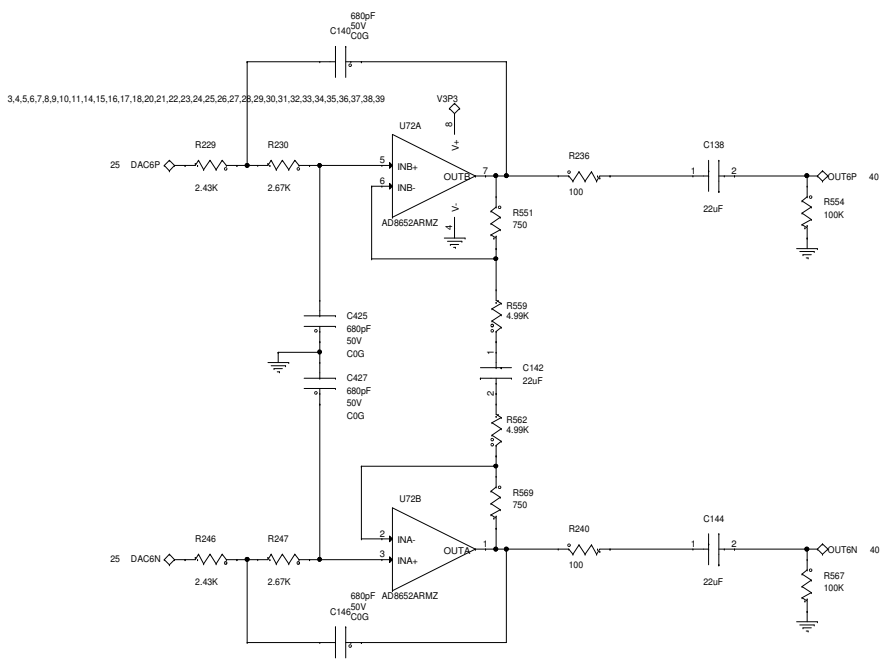 680pF
50V
C140 C0G
3,4,5,6,7,8,9,10,11,14,15,16,17,18,20,21,22,23,24,25,26,27,28,29,30,31,32,33,34,35,36,37,38,39
V3P3
8
V+
U72A
R229
R230
25 DAC6P
2.43K
2.67K
5 INB+
6 INB-
OUTB 7
AD8652ARMZ
V-
4
R236
100
C138
1 2
22uF
OUT6P 40
R554
100K
R551
750
R559
4.99K
C425
680pF
50V
C0G
1
C142
22uF
2
C427
680pF
50V
C0G
R562
4.99K
U72B
R569
750
R246
R247
25 DAC6N
2.43K
2.67K
2 INA-
3 INA+
OUTA 1
AD8652ARMZ
R240
100
C144
1 2
22uF
OUT6N 40
R567
100K
680pF
50V
C146 C0G